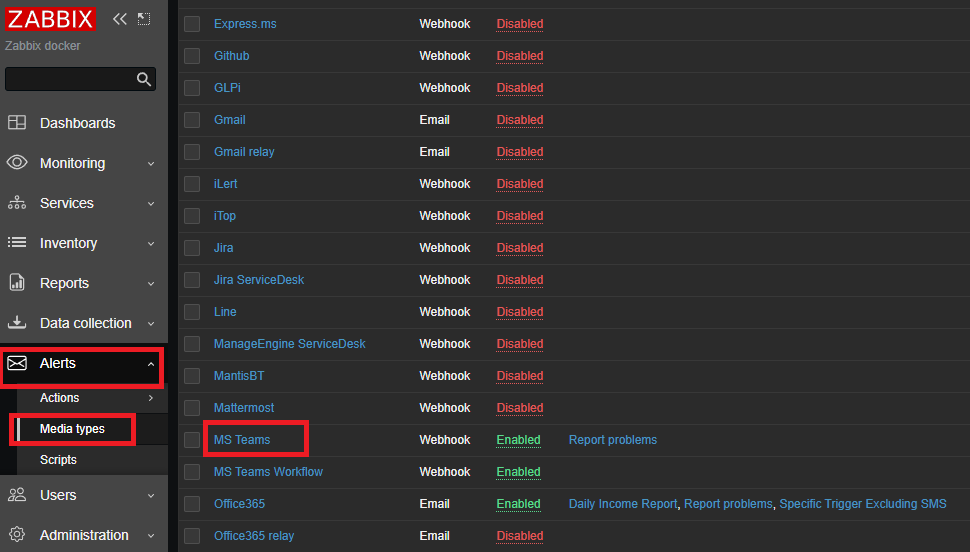 ZABBIX
Zabbix docker
Dashboards
Monitoring
Services
Inventory
Reports
Data collection
Alerts
Actions
Media types
Scripts
Users
Administration
Express.ms Webhook Disabled
Github Webhook Disabled
GLPi Webhook Disabled
Gmail Email Disabled
Gmail relay Email Disabled
iLert Webhook Disabled
iTop Webhook Disabled
Jira Webhook Disabled
Jira ServiceDesk Webhook Disabled
Line Webhook Disabled
ManageEngine ServiceDesk Webhook Disabled
MantisBT Webhook Disabled
Mattermost Webhook Disabled
MS Teams Webhook Enabled Report problems
MS Teams Workflow Webhook Enabled
Office365 Email Enabled Daily Income Report, Report problems, Specific Trigger Excluding SMS
Office365 relay Email Disabled